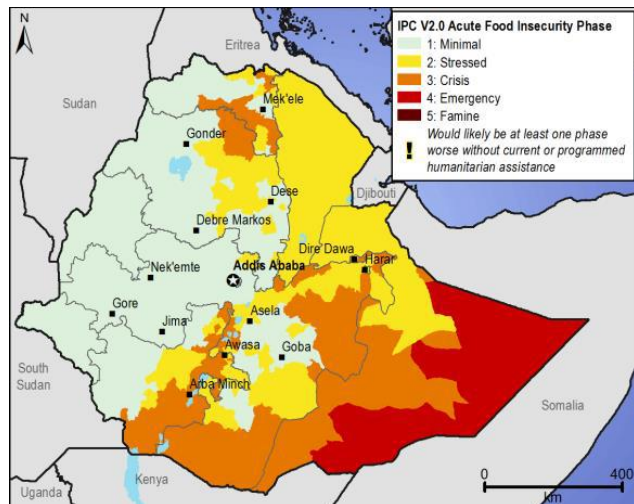 IPC V2.0 Acute Food Insecurity Phase
1: Minimal
2: Stressed
3: Crisis
4: Emergency
5: Famine
!
Would likely be at least one phase
worse without current or programmed
humanitarian assistance
N
Eritrea
Sudan
Mek'ele
Gonder
Dese
Djibouti
Debre Markos
Dire Dawa
Harar
Nek'emte
Addis Ababa
Gore
Asela
Jima
Awasa
Goba
South
Sudan
Arba Minch
Somalia
Uganda
Kenya
0
400
km